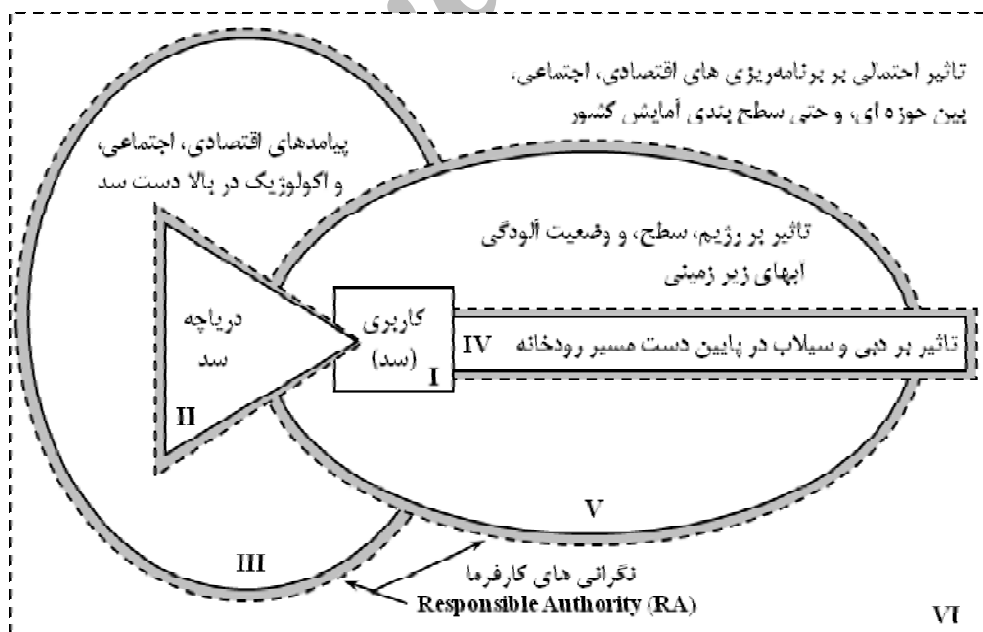 تاثیر احتمالی بر برنامه‌ریزی های اقتصادی، اجتماعی،
بین حوزه ای، و حتی سطح بندی آمایش کشور
پیامدهای اقتصادی، اجتماعی،
و اکولوژیک در بالا دست سد
تاثیر بر رژیم، سطح، و وضعیت آلودگی
آبهای زیر زمینی
دریاچه
سد
II
کاربری
(سد)
I
IV تاثیر بر دبی و سیلاب در پایین دست مسیر رودخانه
V
III
نگرانی های کارفرما
Responsible Authority (RA)
VI